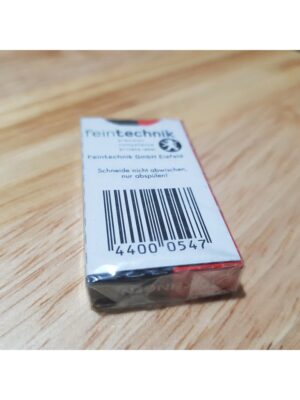 feintechnik
Feintechnik GmbH Eisfeld
Schneide nicht abwischen,
nur abspülen!
4400 0547